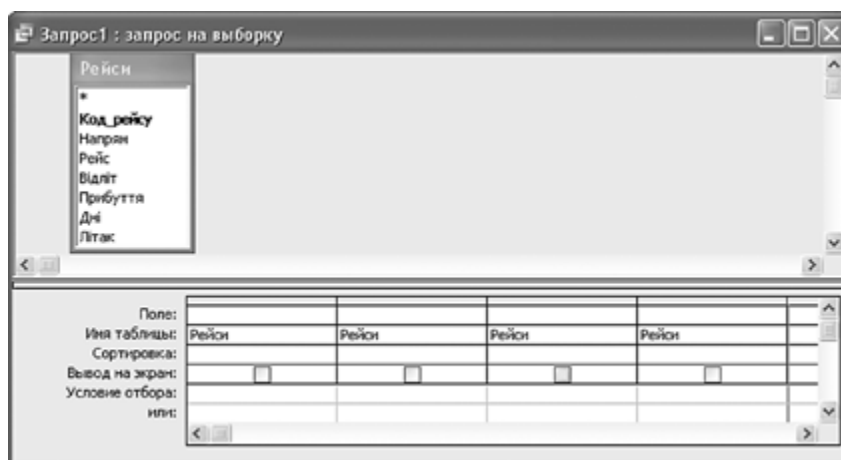 Запрос1 : запрос на выборку
Рейси
*
Код_рейсу
Напрян
Рейс
Відліт
Прибуття
Дні
Літак
Поле:
Имя таблицы: Рейси Рейси Рейси Рейси
Сортировка:
Вывод на экран:
Условие отбора:
или: